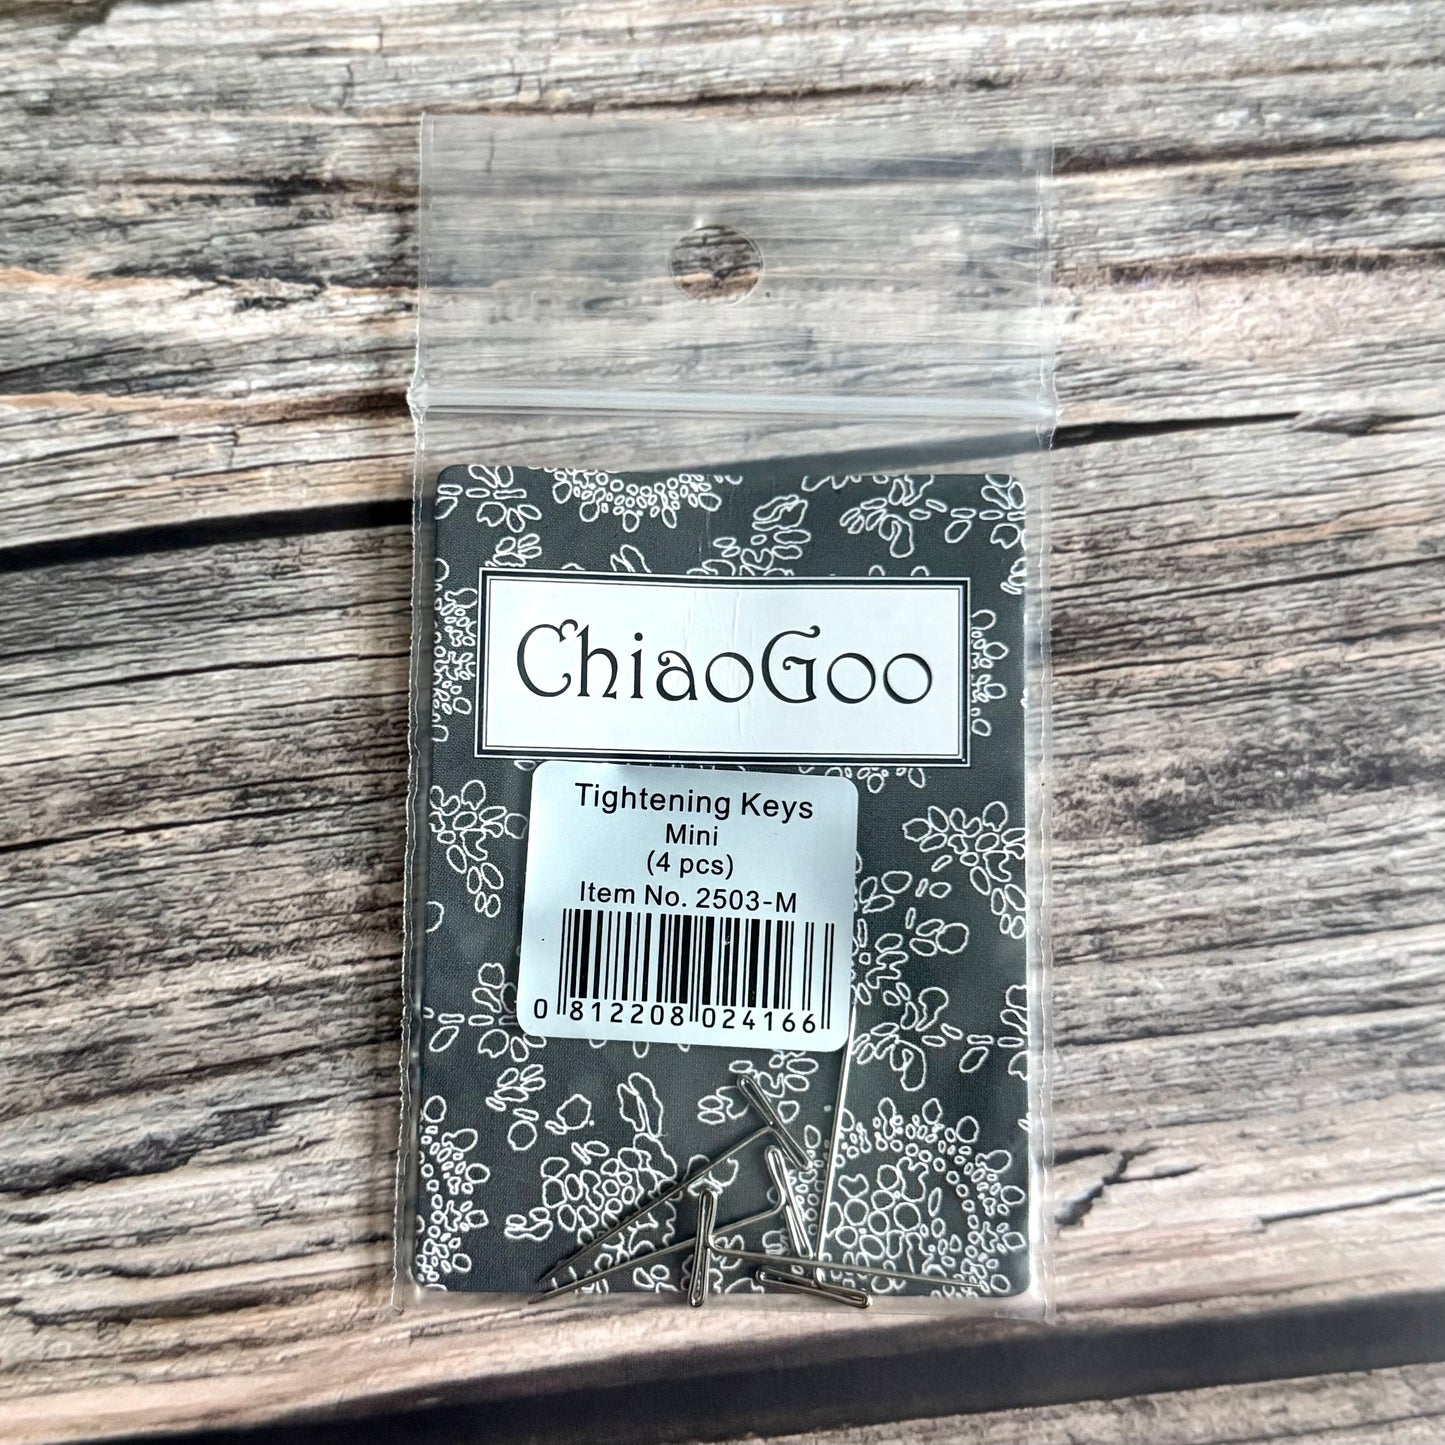 ChiaoGoo
Tightening Keys
Mini
(4 pcs)
Item No. 2503-M
0 812208 024166